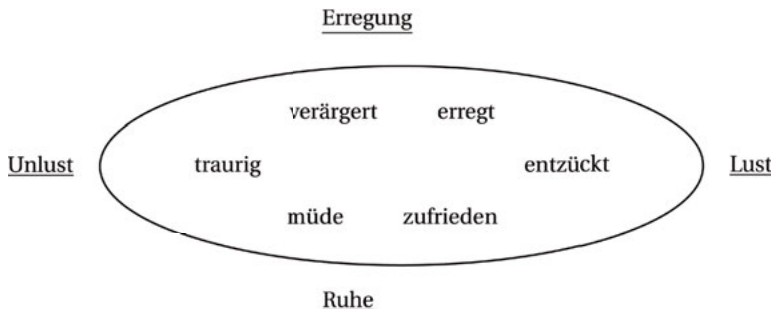 Erregung
verärgert erregt
Unlust traurig entzückt Lust
müde zufrieden
Ruhe